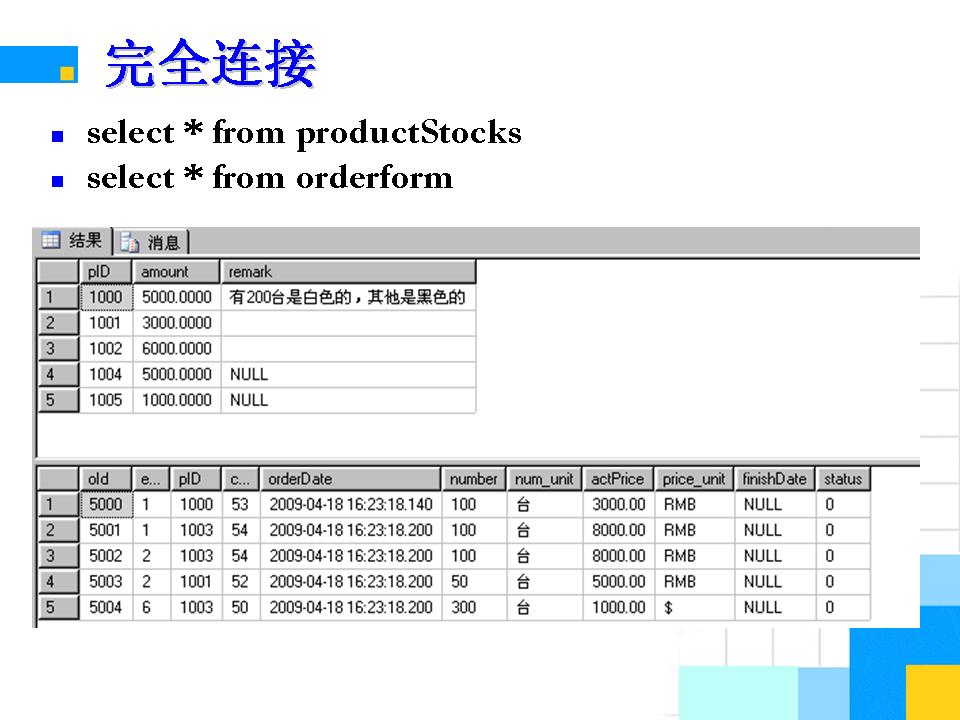 完全连接
select * from productStocks
select * from orderform
结果 消息
pID amount remark
1 1000 5000.0000 有200台是白色的，其他是黑色的
2 1001 3000.0000
3 1002 6000.0000
4 1004 5000.0000 NULL
5 1005 1000.0000 NULL
oId e... pID c... orderDate number num_unit actPrice price_unit finishDate status
1 5000 1 1000 53 2009-04-18 16:23:18.140 100 台 3000.00 RMB NULL 0
2 5001 1 1003 54 2009-04-18 16:23:18.200 100 台 8000.00 RMB NULL 0
3 5002 2 1003 54 2009-04-18 16:23:18.200 100 台 8000.00 RMB NULL 0
4 5003 2 1001 52 2009-04-18 16:23:18.200 50 台 5000.00 RMB NULL 0
5 5004 6 1003 50 2009-04-18 16:23:18.200 300 台 1000.00 $ NULL 0